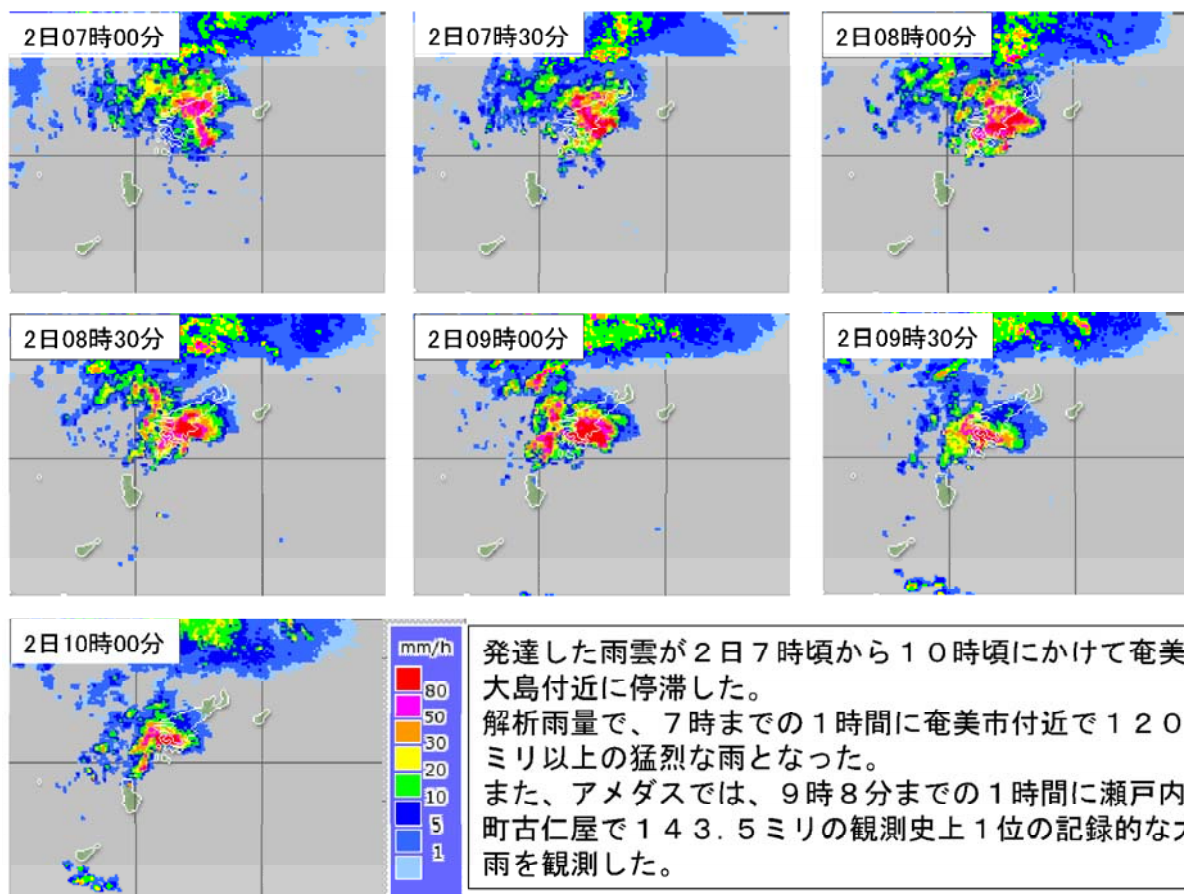 2日07時00分
2日07時30分
2日08時00分
2日08時30分
2日09時00分
2日09時30分
2日10時00分
mm/h
80
50
30
20
10
5
1
発達した雨雲が2日7時頃から10時頃にかけて奄美
大島付近に停滞した。
解析雨量で、7時までの1時間に奄美市付近で120
ミリ以上の猛烈な雨となった。
また、アメダスでは、9時8分までの1時間に瀬戸内
町古仁屋で143.5ミリの観測史上1位の記録的な大
雨を観測した。